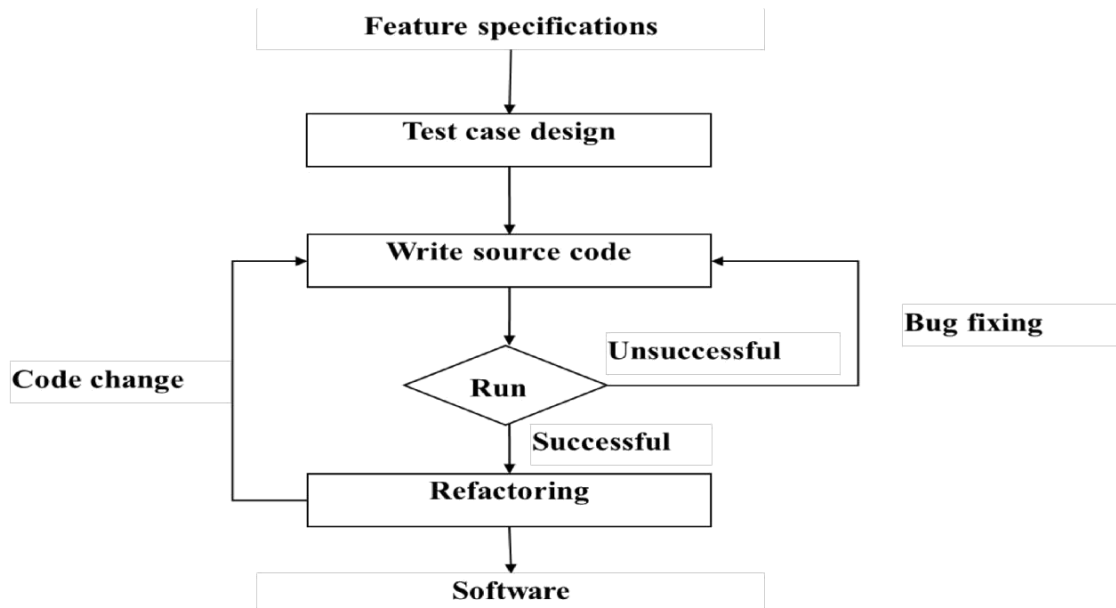 Feature specifications
Test case design
Write source code
Bug fixing
Unsuccessful
Code change
Run
Successful
Refactoring
Software